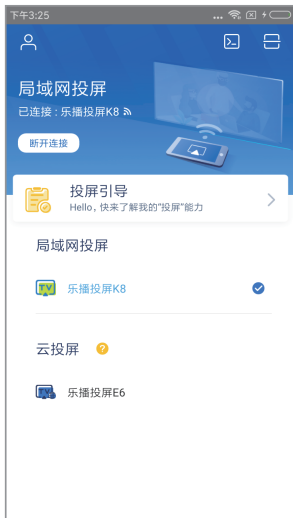 下午3:25
局域网投屏
已连接：乐播投屏K8
断开连接
投屏引导
Hello，快来了解我的"投屏"能力
局域网投屏
TV 乐播投屏K8
云投屏 ?
乐播投屏E6